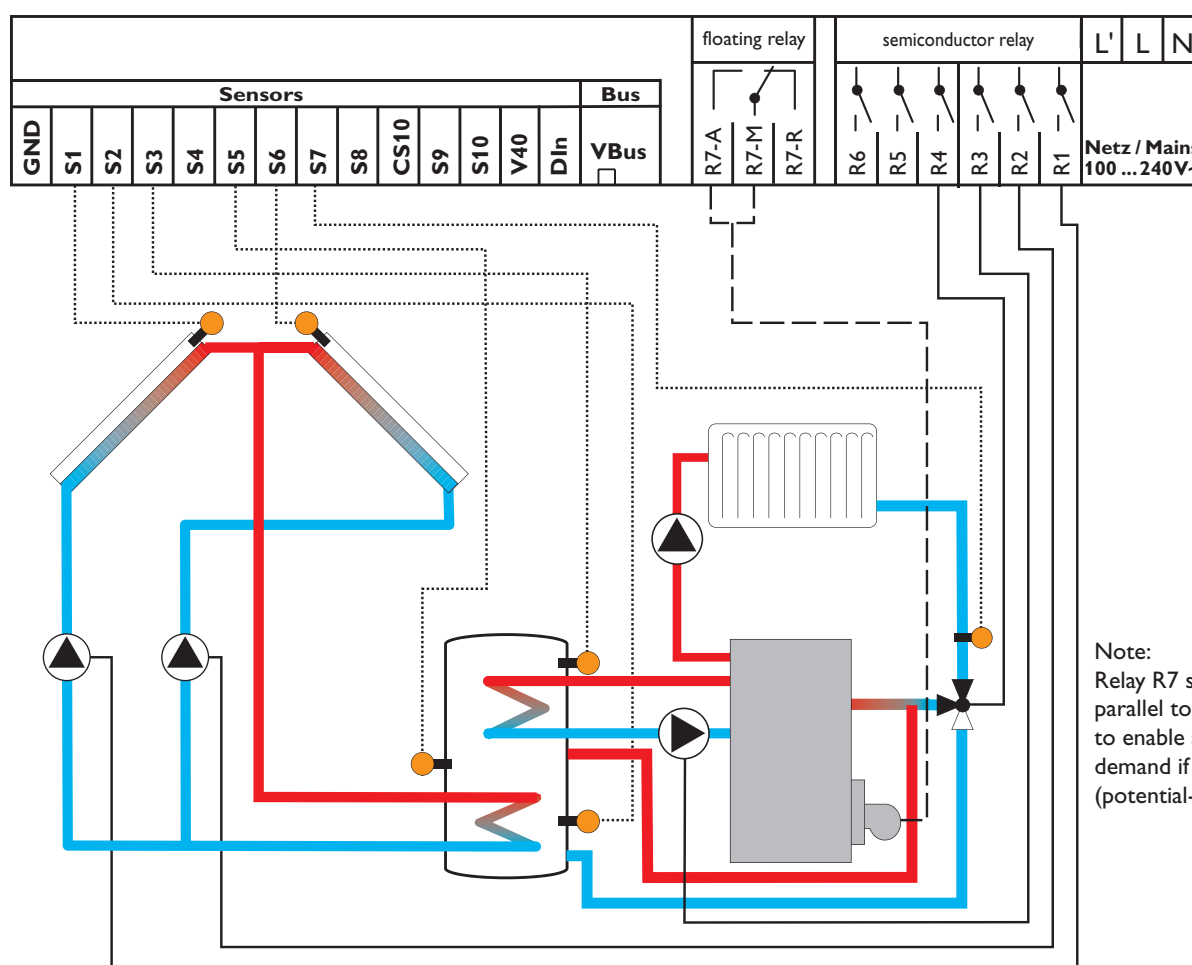 floating relay
semiconductor relay
L' L N
Sensors
Bus
GND S1 S2 S3 S4 S5 S6 S7 S8 CS10 S9 S10 V40 DIn VBus
R7-A R7-M R7-R
R6 R5 R4 R3 R2 R1
Netz / Mains
100 ... 240V~
Note:
Relay R7 s
parallel to
to enable
demand if
(potential-